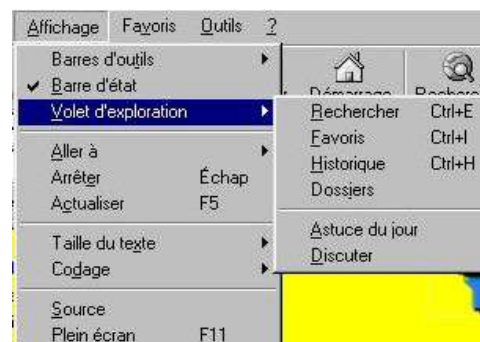 Affichage Favoris Outils ?
Barres d'outils
Barre d'état
Volet d'exploration
Aller à
Arrêter Échap
Actualiser F5
Taille du texte
Codage
Source
Plein écran F11
Démarrage
Rechercher Ctrl+E
Favoris Ctrl+I
Historique Ctrl+H
Dossiers
Astuce du jour
Discuter